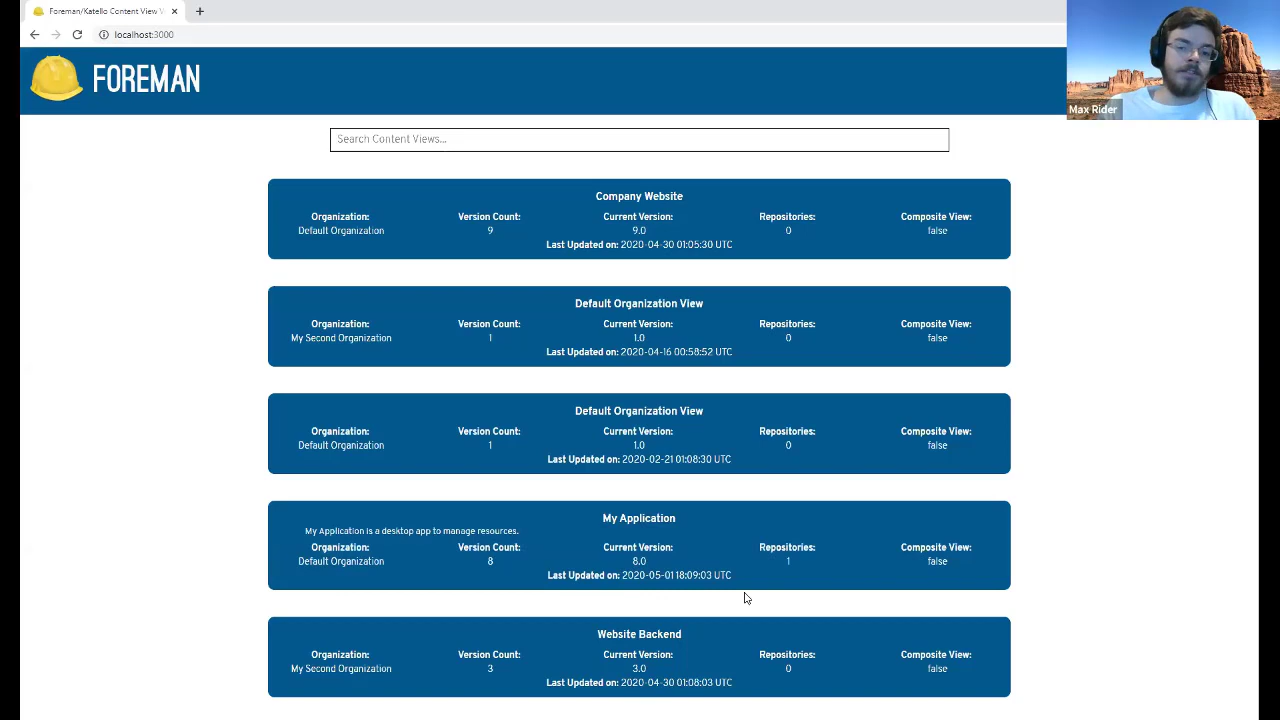 Foreman/Katello Content View V
localhost:3000
FOREMAN
Max Rider
Search Content Views...
Company Website
Organization: Version Count: Current Version: Repositories: Composite View:
Default Organization 9 9.0 0 false
Last Updated on: 2020-04-30 01:05:30 UTC
Default Organization View
Organization: Version Count: Current Version: Repositories: Composite View:
My Second Organization 1 1.0 0 false
Last Updated on: 2020-04-16 00:58:52 UTC
Default Organization View
Organization: Version Count: Current Version: Repositories: Composite View:
Default Organization 1 1.0 0 false
Last Updated on: 2020-02-21 01:08:30 UTC
My Application
My Application is a desktop app to manage resources.
Organization: Version Count: Current Version: Repositories: Composite View:
Default Organization 8 8.0 1 false
Last Updated on: 2020-05-01 18:09:03 UTC
Website Backend
Organization: Version Count: Current Version: Repositories: Composite View:
My Second Organization 3 3.0 0 false
Last Updated on: 2020-04-30 01:08:03 UTC